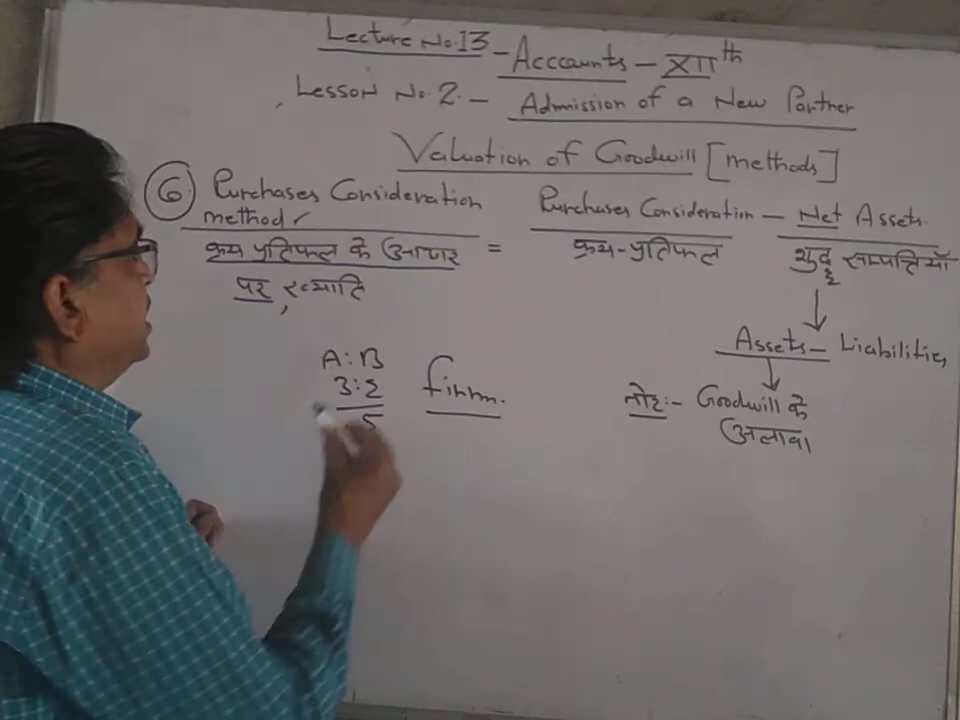 Lecture No.13 - Acccounts - XIIth
Lesson No. 2 - Admission of a New Partner
Valuation of Goodwill [methods]
6. Purchases Consideration method
क्रय प्रतिफल के आधार पर ख्याति
= Purchases Consideration - Net Assets
क्रय-प्रतिफल शुद्ध सम्पत्तियाँ
Assets - Liabilities
नोट:- Goodwill के
अलावा
A:B
3:2
5
firm.